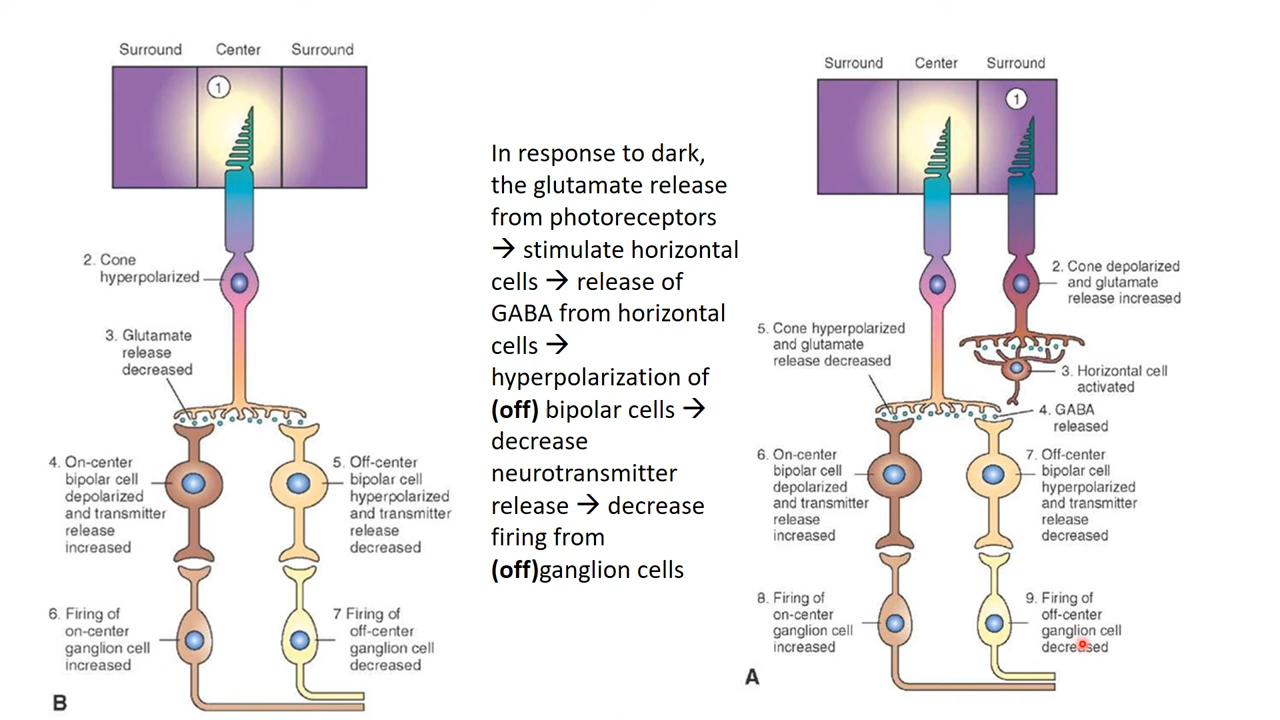 Surround Center Surround
1
2. Cone
hyperpolarized
3. Glutamate
release
decreased
4. On-center
bipolar cell
depolarized
and transmitter
release
increased
5. Off-center
bipolar cell
hyperpolarized
and transmitter
release
decreased
6. Firing of
on-center
ganglion cell
increased
7 Firing of
off-center
ganglion cell
decreased
B
In response to dark,
the glutamate release
from photoreceptors
→ stimulate horizontal
cells → release of
GABA from horizontal
cells →
hyperpolarization of
(off) bipolar cells →
decrease
neurotransmitter
release → decrease
firing from
(off)ganglion cells
Surround Center Surround
1
2. Cone depolarized
and glutamate
release increased
3. Horizontal cell
activated
4. GABA
released
5. Cone hyperpolarized
and glutamate
release decreased
6. On-center
bipolar cell
depolarized
and transmitter
release
increased
7. Off-center
bipolar cell
hyperpolarized
and transmitter
release
decreased
8. Firing of
on-center
ganglion cell
increased
9. Firing of
off-center
ganglion cell
decreased
A